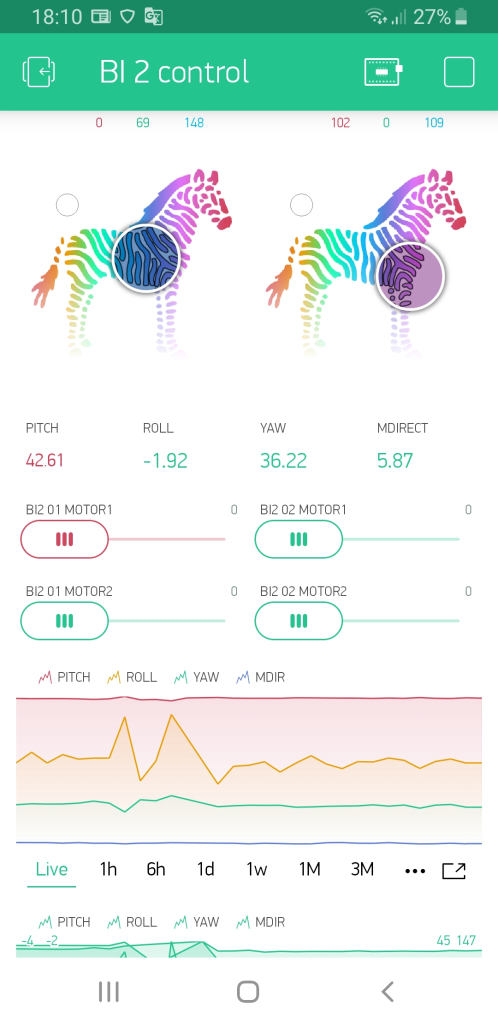 18:10 27%
BI 2 control
0 69 148 102 0 109
PITCH ROLL YAW MDIRECT
42.61 -1.92 36.22 5.87
BI2 01 MOTOR1 0 BI2 02 MOTOR1 0
BI2 01 MOTOR2 0 BI2 02 MOTOR2 0
PITCH ROLL YAW MDIR
Live 1h 6h 1d 1w 1M 3M
PITCH ROLL YAW MDIR
-4 -2 45 147